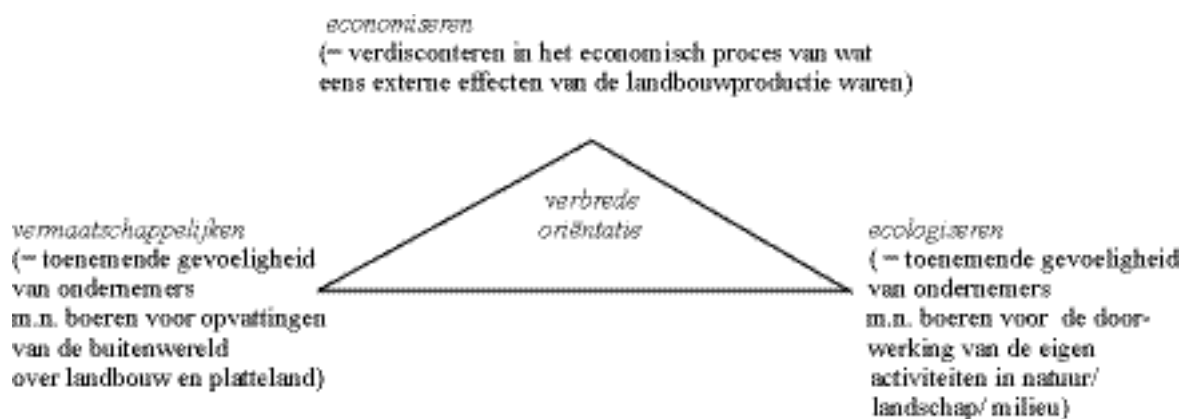 economiseren
(= verdisconteren in het economisch proces van wat
eens externe effecten van de landbouwproductie waren)
verbrede
oriëntatie
vermaatschappelijken
(= toenemende gevoeligheid
van ondernemers
m.n. boeren voor opvattingen
van de buitenwereld
over landbouw en platteland)
ecologiseren
(= toenemende gevoeligheid
van ondernemers
m.n. boeren voor de door-
werking van de eigen
activiteiten in natuur/
landschap/ milieu)